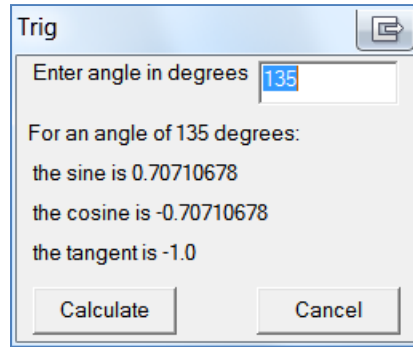 Trig
Enter angle in degrees 135
For an angle of 135 degrees:
the sine is 0.70710678
the cosine is -0.70710678
the tangent is -1.0
Calculate Cancel